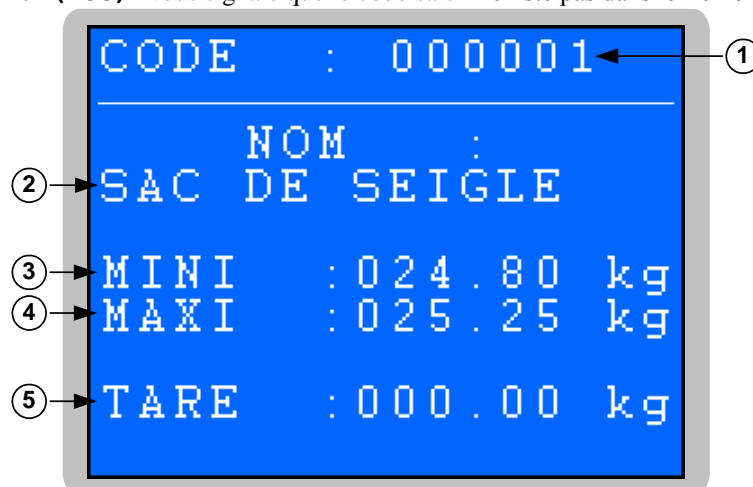 CODE : 000001 1
NOM :
2 SAC DE SEIGLE
3 MINI :024.80 kg
4 MAXI :025.25 kg
5 TARE :000.00 kg